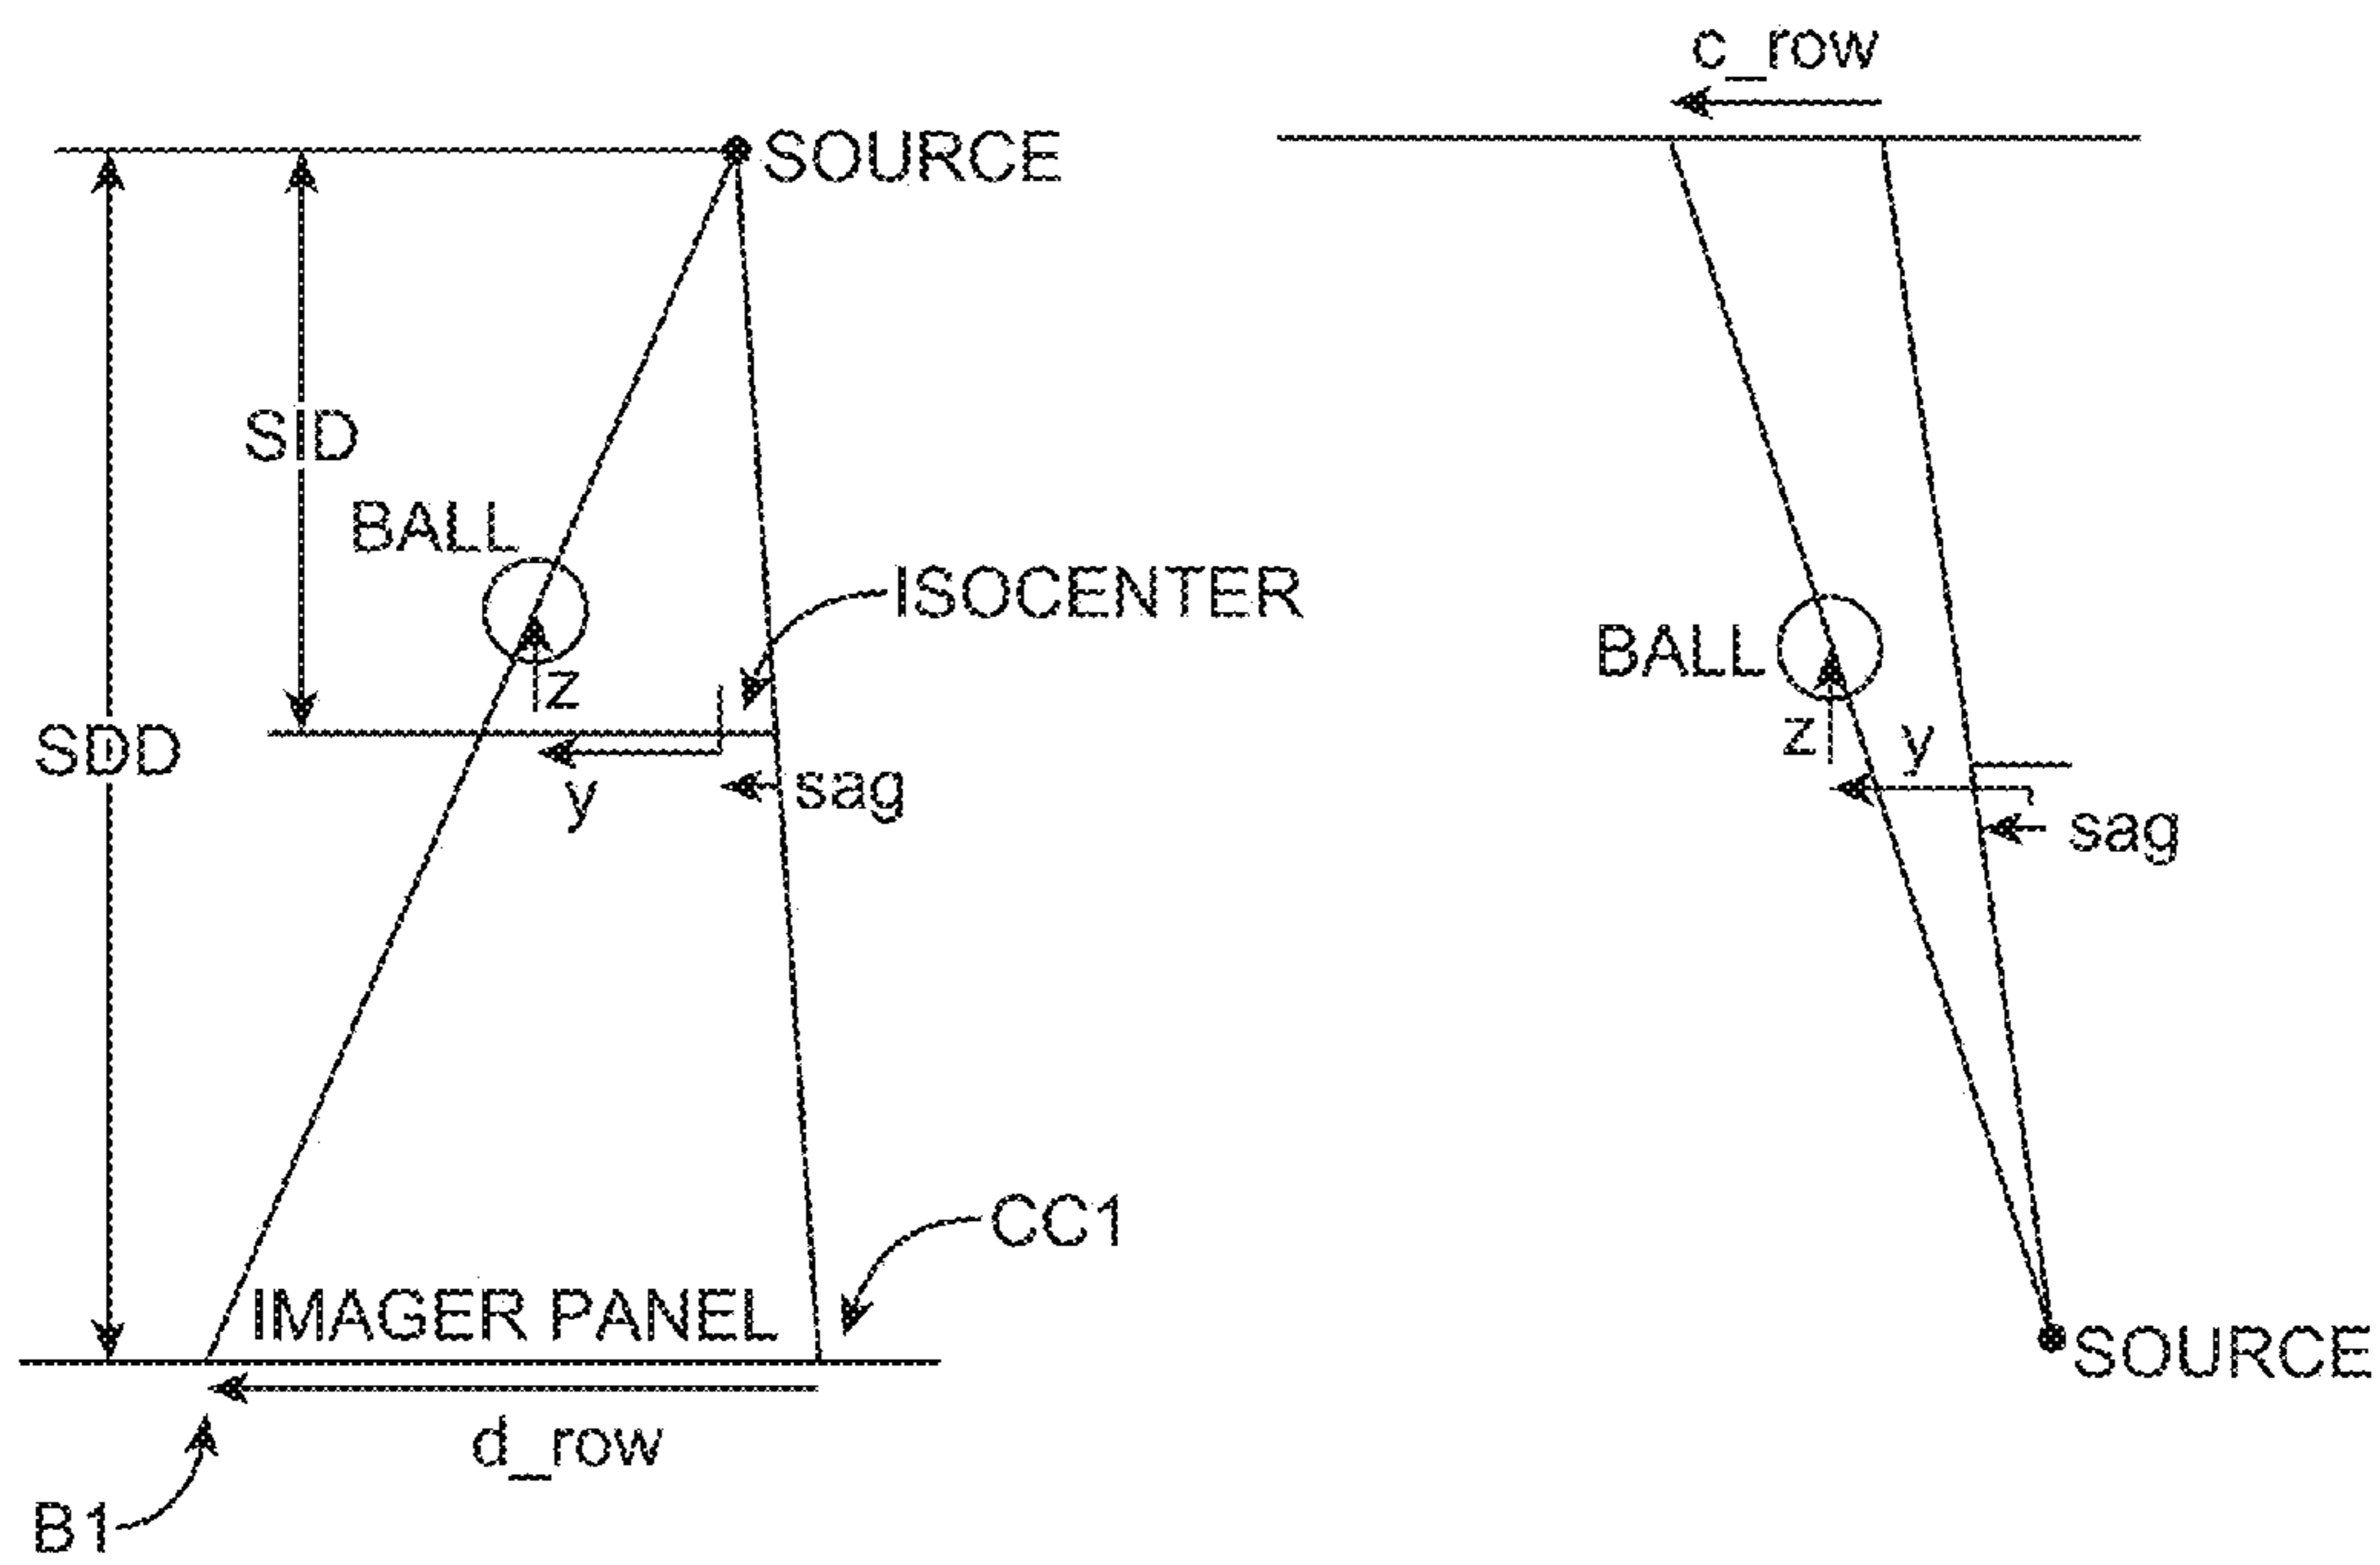 c_row
SOURCE
SID
BALL
ISOCENTER
BALL
z
z
y
SDD
y
sag
sag
CC1
IMAGER PANEL
SOURCE
d_row
B1